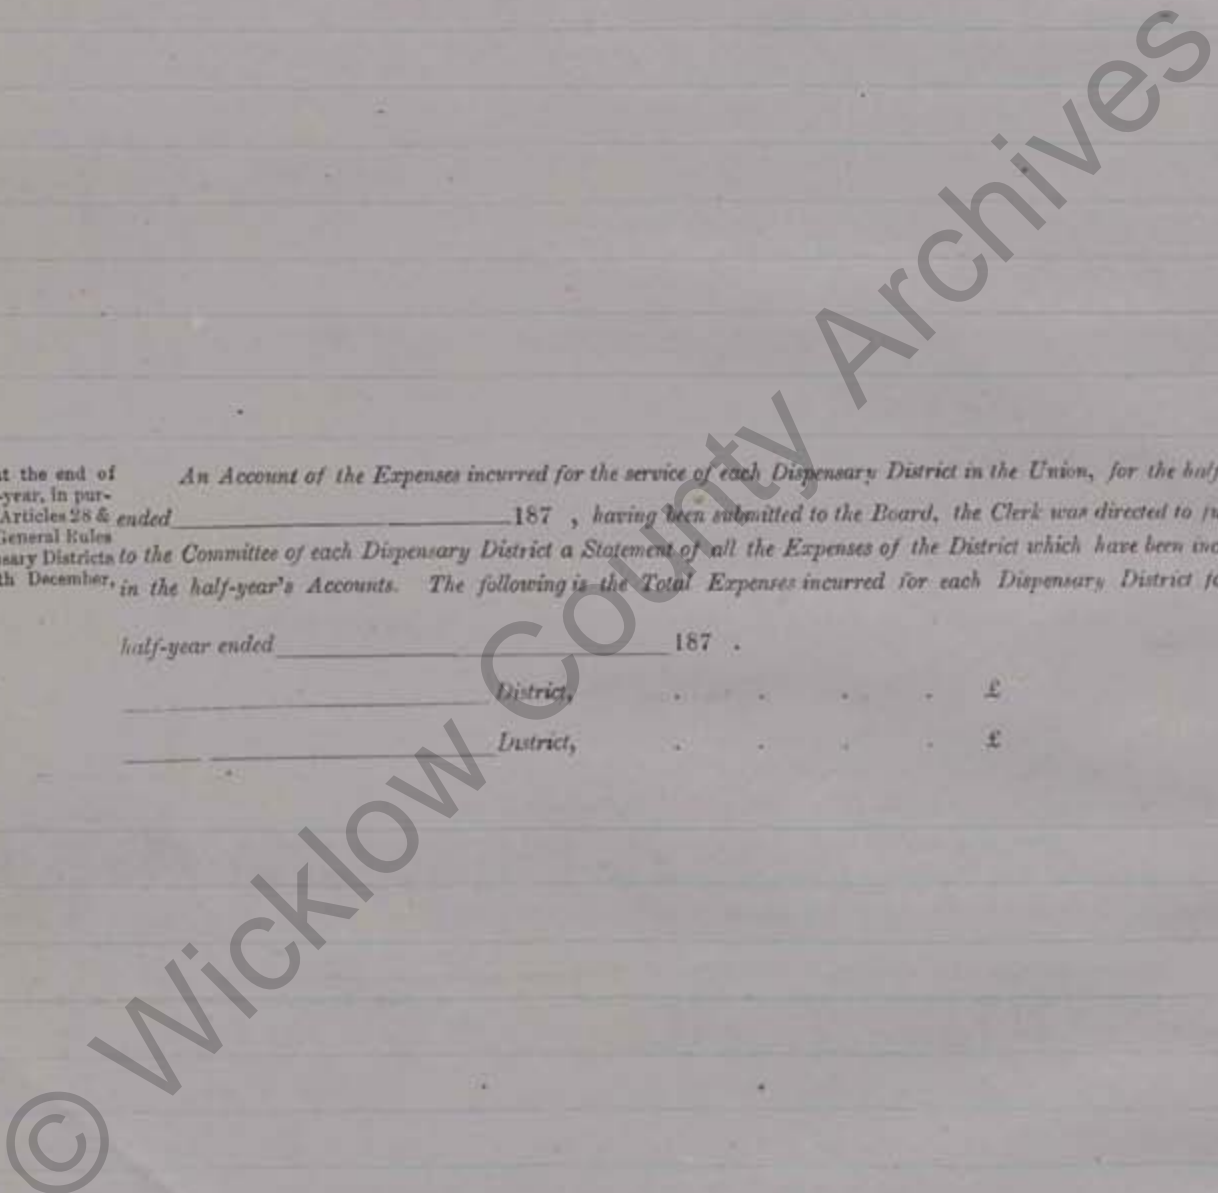 t the end of
-year, in pur-
Articles 28 &
General Rules
sary Districts
th December,
An Account of the Expenses incurred for the service of each Dispensary District in the Union, for the half
ended 187 , having been submitted to the Board, the Clerk was directed to fu
to the Committee of each Dispensary District a Statement of all the Expenses of the District which have been inc
in the half-year's Accounts. The following is the Total Expenses incurred for each Dispensary District fo
half-year ended 187 .
District, . . . . £
District, . . . . £
© Wicklow County Archives